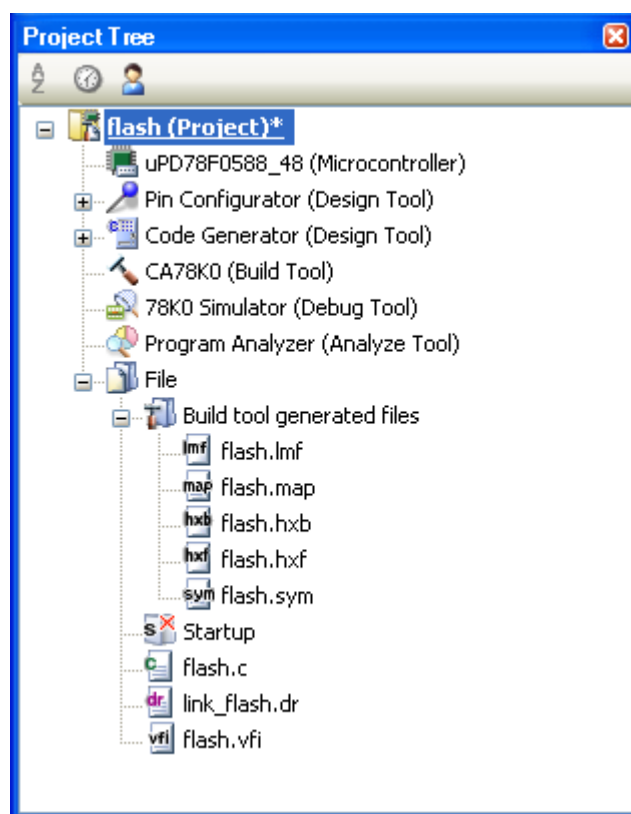 Project Tree
flash (Project)*
uPD78F0588_48 (Microcontroller)
Pin Configurator (Design Tool)
Code Generator (Design Tool)
CA78K0 (Build Tool)
78K0 Simulator (Debug Tool)
Program Analyzer (Analyze Tool)
File
Build tool generated files
lmf flash.lmf
map flash.map
hxb flash.hxb
hxf flash.hxf
sym flash.sym
S Startup
C flash.c
dr link_flash.dr
vfi flash.vfi